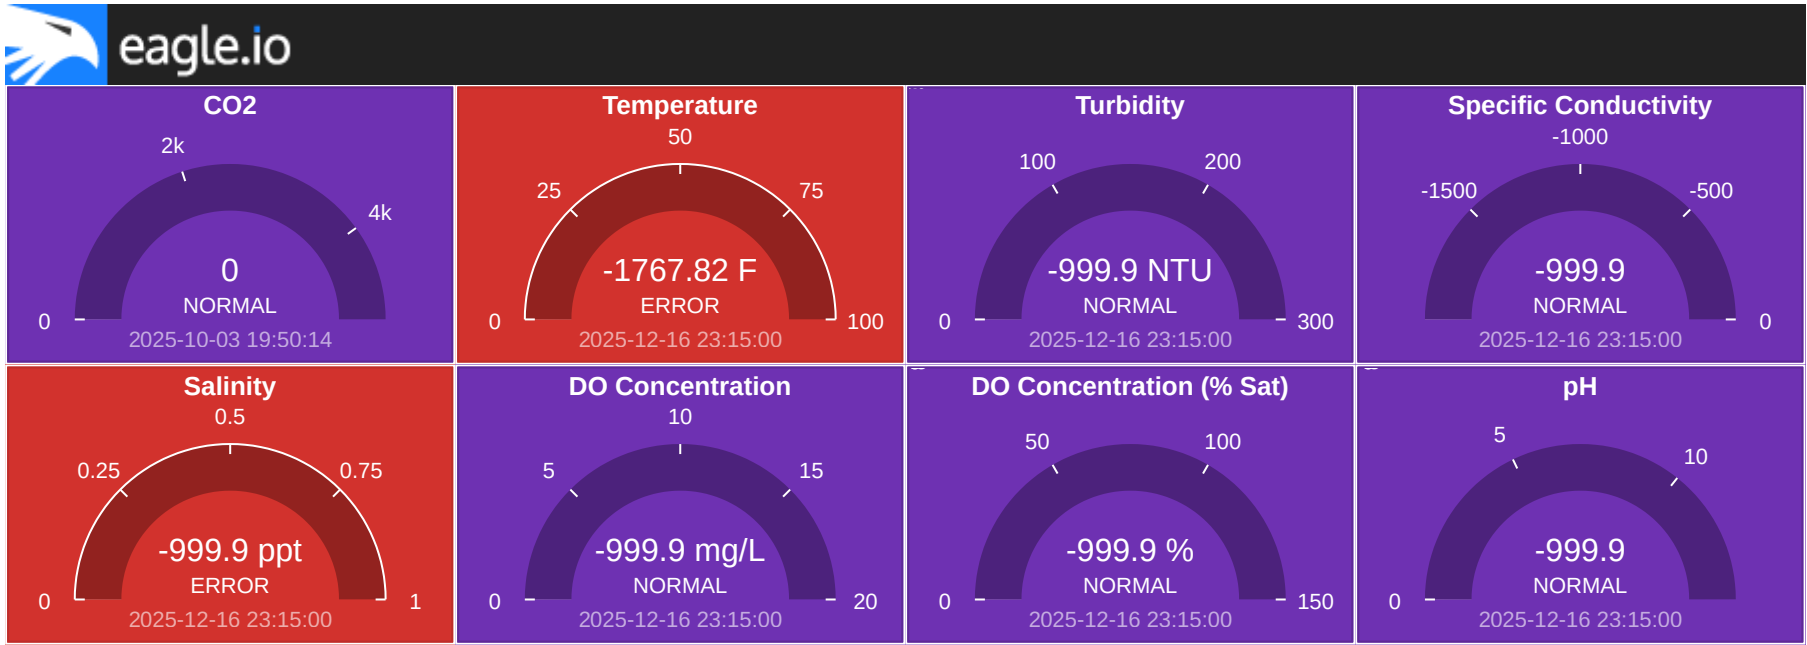 eagle.io
CO2
2k
4k
0
0
NORMAL
2025-10-03 19:50:14
Temperature
50
25
75
-1767.82 F
ERROR
0
100
2025-12-16 23:15:00
Turbidity
100
200
-999.9 NTU
NORMAL
0
300
2025-12-16 23:15:00
Specific Conductivity
-1000
-1500
-500
-999.9
NORMAL
0
2025-12-16 23:15:00
Salinity
0.5
0.25
0.75
-999.9 ppt
ERROR
0
1
2025-12-16 23:15:00
DO Concentration
10
5
15
-999.9 mg/L
NORMAL
0
20
2025-12-16 23:15:00
DO Concentration (% Sat)
50
100
-999.9 %
NORMAL
0
150
2025-12-16 23:15:00
pH
5
10
-999.9
NORMAL
0
2025-12-16 23:15:00